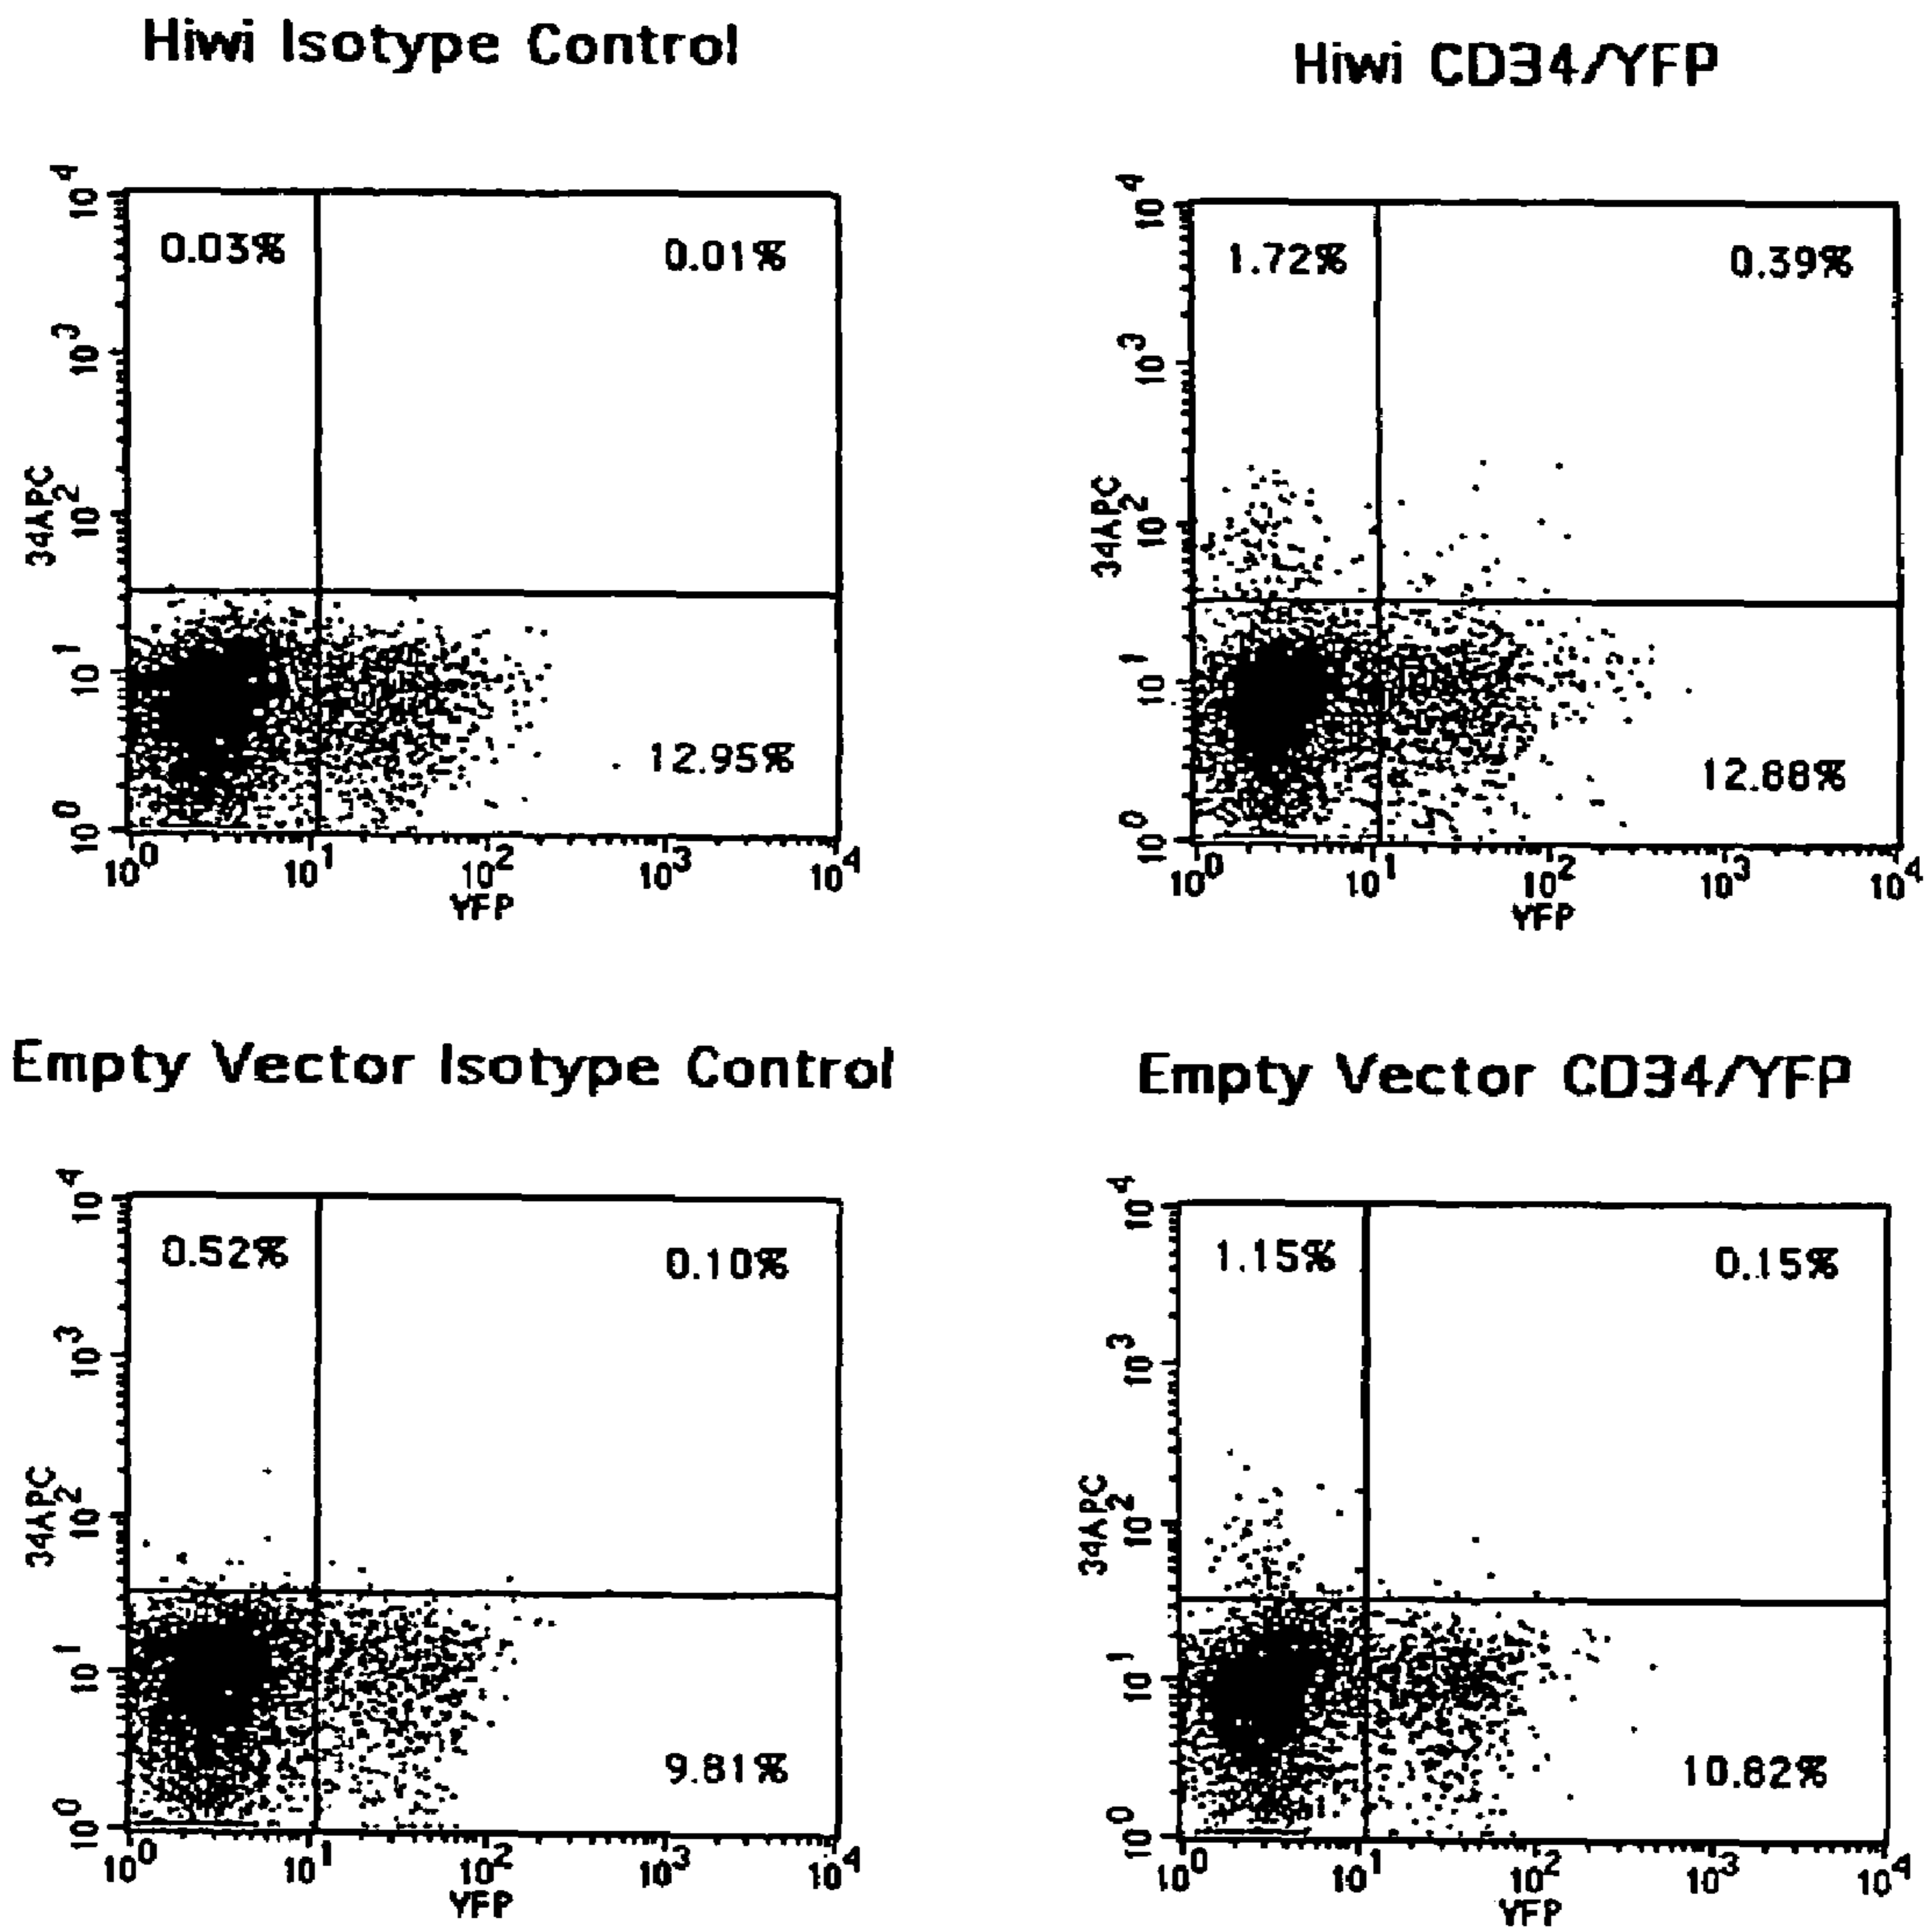 Hiwi Isotype Control
Hiwi CD34/YFP
10^4
0.03%
0.01%
10^3
34APC
10^2
10^1
12.95%
10^0
10^0 10^1 10^2 10^3 10^4
YFP
10^4
1.72%
0.39%
10^3
34APC
10^2
10^1
12.88%
10^0
10^0 10^1 10^2 10^3 10^4
YFP
Empty Vector Isotype Control
Empty Vector CD34/YFP
10^4
0.52%
0.10%
10^3
34APC
10^2
10^1
9.81%
10^0
10^0 10^1 10^2 10^3 10^4
YFP
10^4
1.15%
0.15%
10^3
34APC
10^2
10^1
10.82%
10^0
10^0 10^1 10^2 10^3 10^4
YFP